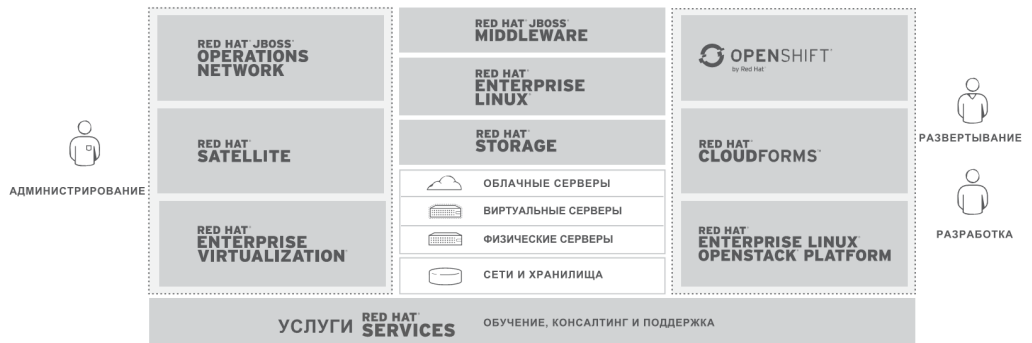 АДМИНИСТРИРОВАНИЕ
RED HAT® JBOSS®
OPERATIONS
NETWORK
RED HAT®
SATELLITE
RED HAT®
ENTERPRISE
VIRTUALIZATION
RED HAT® JBOSS®
MIDDLEWARE
RED HAT®
ENTERPRISE
LINUX®
RED HAT®
STORAGE
ОБЛАЧНЫЕ СЕРВЕРЫ
ВИРТУАЛЬНЫЕ СЕРВЕРЫ
ФИЗИЧЕСКИЕ СЕРВЕРЫ
СЕТИ И ХРАНИЛИЩА
OPENSHIFT™
by Red Hat®
RED HAT®
CLOUDFORMS™
RED HAT®
ENTERPRISE LINUX®
OPENSTACK® PLATFORM
РАЗВЕРТЫВАНИЕ
РАЗРАБОТКА
УСЛУГИ RED HAT®
SERVICES
ОБУЧЕНИЕ, КОНСАЛТИНГ И ПОДДЕРЖКА